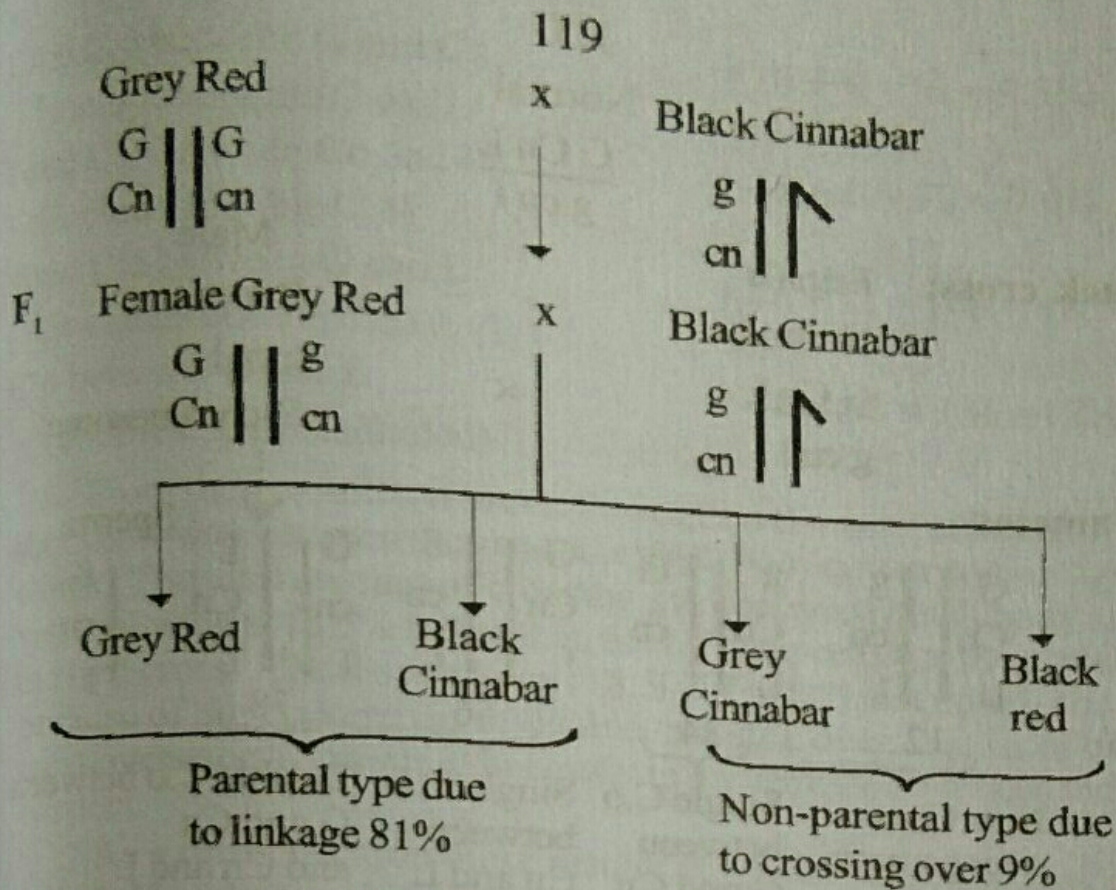 119
Grey Red
x
Black Cinnabar
G G
Cn cn
g
cn
F1 Female Grey Red
x
Black Cinnabar
G g
Cn cn
g
cn
Grey Red
Black
Cinnabar
Grey
Cinnabar
Black
red
Parental type due
to linkage 81%
Non-parental type due
to crossing over 9%